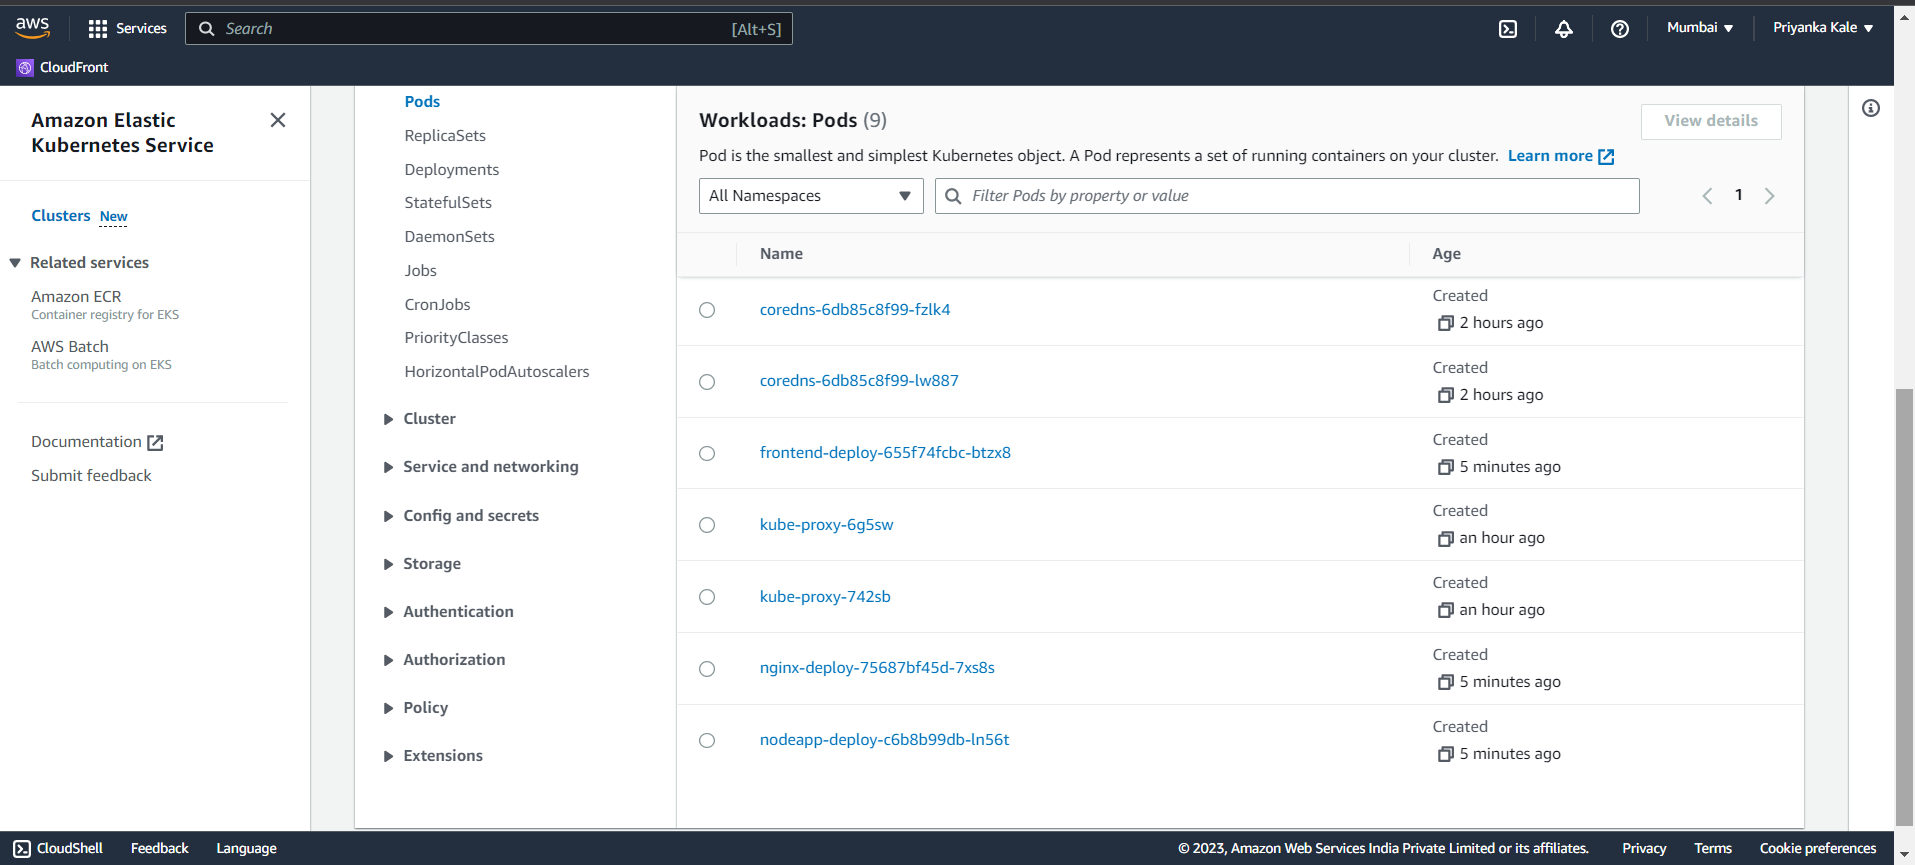 aws
Services
Search
[Alt+S]
Mumbai
Priyanka Kale
CloudFront
Amazon Elastic
Kubernetes Service
Clusters New
Related services
Amazon ECR
Container registry for EKS
AWS Batch
Batch computing on EKS
Documentation
Submit feedback
Pods
ReplicaSets
Deployments
StatefulSets
DaemonSets
Jobs
CronJobs
PriorityClasses
HorizontalPodAutoscalers
Cluster
Service and networking
Config and secrets
Storage
Authentication
Authorization
Policy
Extensions
Workloads: Pods (9)
View details
Pod is the smallest and simplest Kubernetes object. A Pod represents a set of running containers on your cluster. Learn more
All Namespaces
Filter Pods by property or value
1
Name
Age
coredns-6db85c8f99-fzlk4
Created
2 hours ago
coredns-6db85c8f99-lw887
Created
2 hours ago
frontend-deploy-655f74fcbc-btzx8
Created
5 minutes ago
kube-proxy-6g5sw
Created
an hour ago
kube-proxy-742sb
Created
an hour ago
nginx-deploy-75687bf45d-7xs8s
Created
5 minutes ago
nodeapp-deploy-c6b8b99db-ln56t
Created
5 minutes ago
CloudShell
Feedback
Language
© 2023, Amazon Web Services India Private Limited or its affiliates.
Privacy
Terms
Cookie preferences